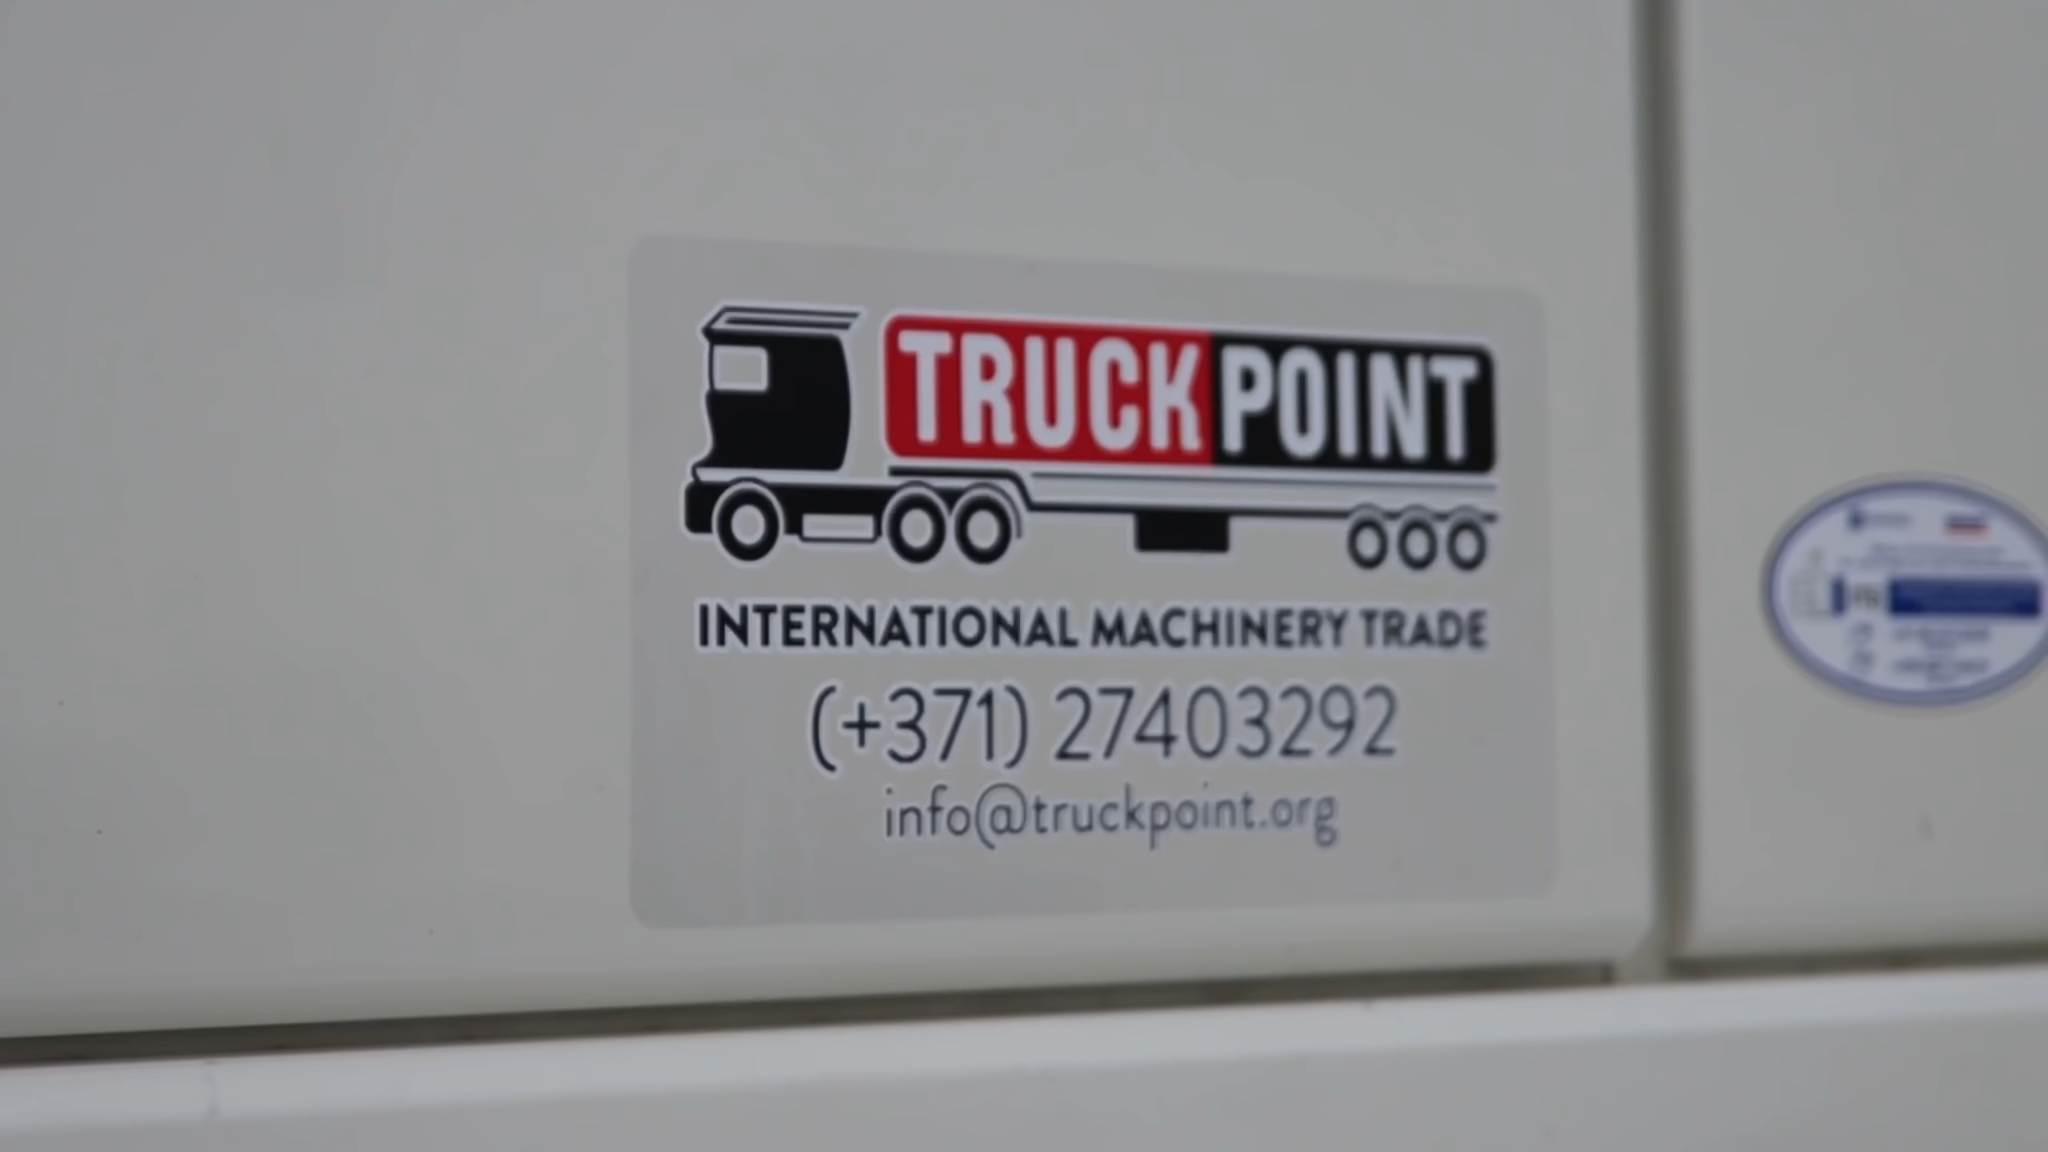 TRUCKPOINT
INTERNATIONAL MACHINERY TRADE
(+371) 27403292
info@truckpoint.org